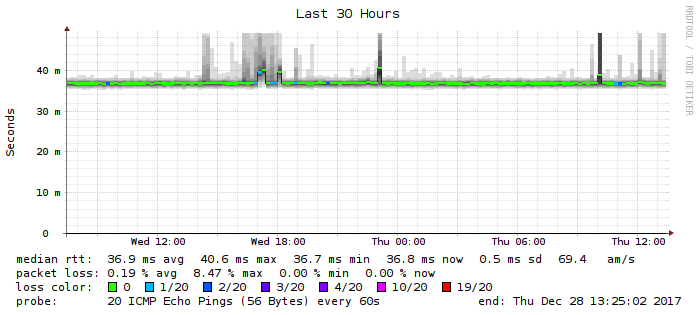 Last 30 Hours
RRDTOOL / TOBI OETIKER
Seconds
40 m
30 m
20 m
10 m
0
Wed 12:00 Wed 18:00 Thu 00:00 Thu 06:00 Thu 12:00
median rtt: 36.9 ms avg 40.6 ms max 36.7 ms min 36.8 ms now 0.5 ms sd 69.4 am/s
packet loss: 0.19 % avg 8.47 % max 0.00 % min 0.00 % now
loss color: 0 1/20 2/20 3/20 4/20 10/20 19/20
probe: 20 ICMP Echo Pings (56 Bytes) every 60s end: Thu Dec 28 13:25:02 2017